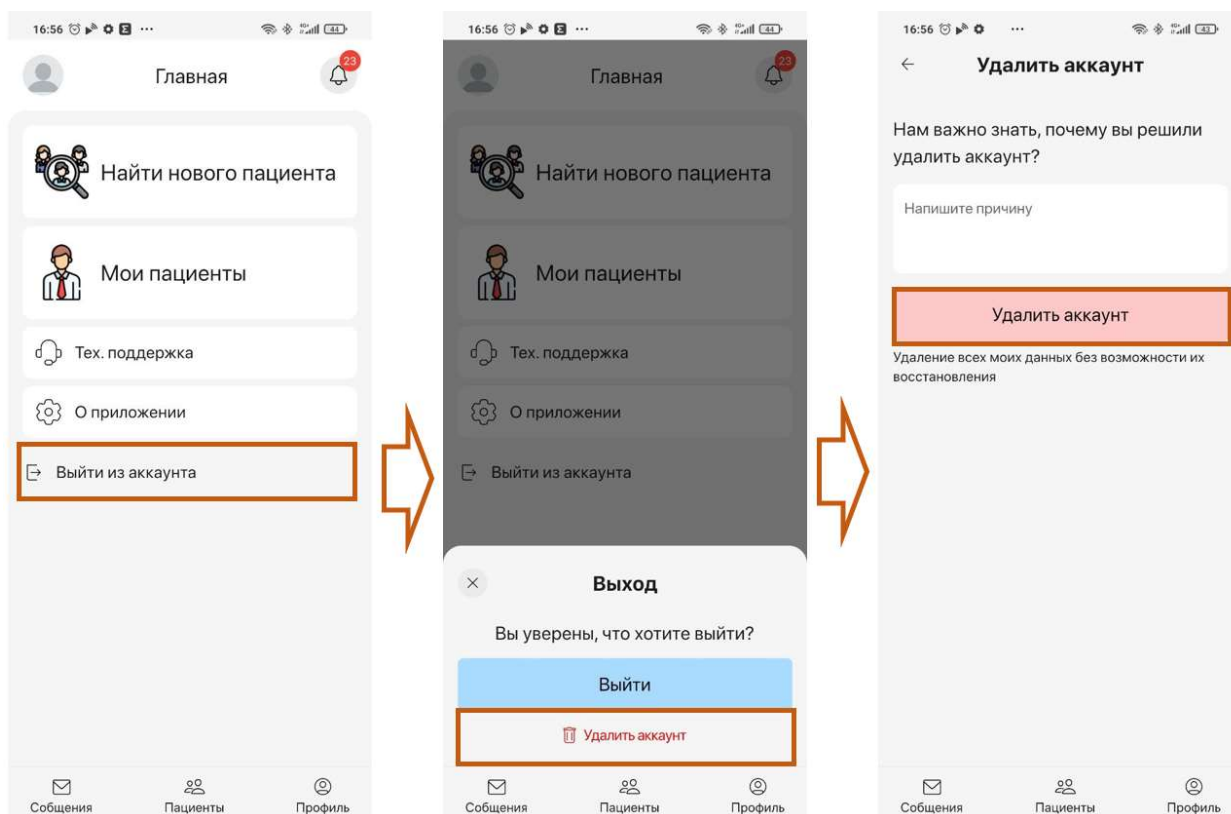 16:56
44
Главная
23
Найти нового пациента
Мои пациенты
Тех. поддержка
О приложении
Выйти из аккаунта
Собщения
Пациенты
Профиль
16:56
44
Главная
23
Найти нового пациента
Мои пациенты
Тех. поддержка
О приложении
Выйти из аккаунта
Выход
Вы уверены, что хотите выйти?
Выйти
Удалить аккаунт
Собщения
Пациенты
Профиль
16:56
43
Удалить аккаунт
Нам важно знать, почему вы решили
удалить аккаунт?
Напишите причину
Удалить аккаунт
Удаление всех моих данных без возможности их
восстановления
Собщения
Пациенты
Профиль